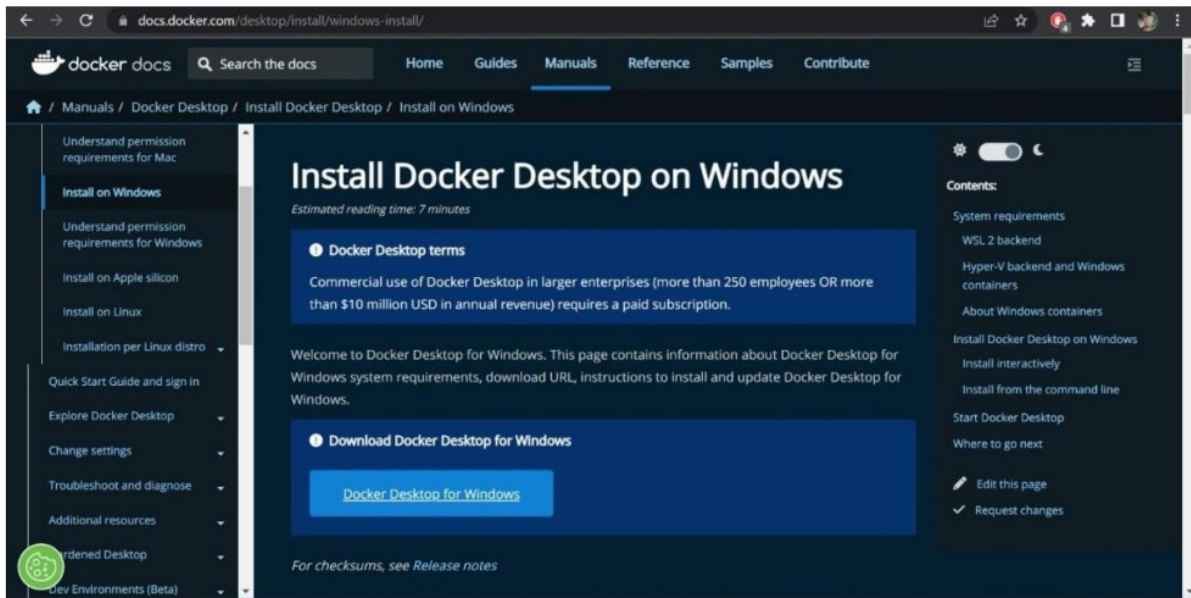 docs.docker.com/desktop/install/windows-install/
docker docs
Search the docs
Home Guides Manuals Reference Samples Contribute
/ Manuals / Docker Desktop / Install Docker Desktop / Install on Windows
Understand permission
requirements for Mac
Install on Windows
Understand permission
requirements for Windows
Install on Apple silicon
Install on Linux
Installation per Linux distro
Quick Start Guide and sign in
Explore Docker Desktop
Change settings
Troubleshoot and diagnose
Additional resources
Desktop
Dev Environments (Beta)
Install Docker Desktop on Windows
Estimated reading time: 7 minutes
Docker Desktop terms
Commercial use of Docker Desktop in larger enterprises (more than 250 employees OR more
than $10 million USD in annual revenue) requires a paid subscription.
Welcome to Docker Desktop for Windows. This page contains information about Docker Desktop for
Windows system requirements, download URL, instructions to install and update Docker Desktop for
Windows.
Download Docker Desktop for Windows
Docker Desktop for Windows
For checksums, see Release notes
Contents:
System requirements
WSL 2 backend
Hyper-V backend and Windows
containers
About Windows containers
Install Docker Desktop on Windows
Install interactively
Install from the command line
Start Docker Desktop
Where to go next
Edit this page
Request changes